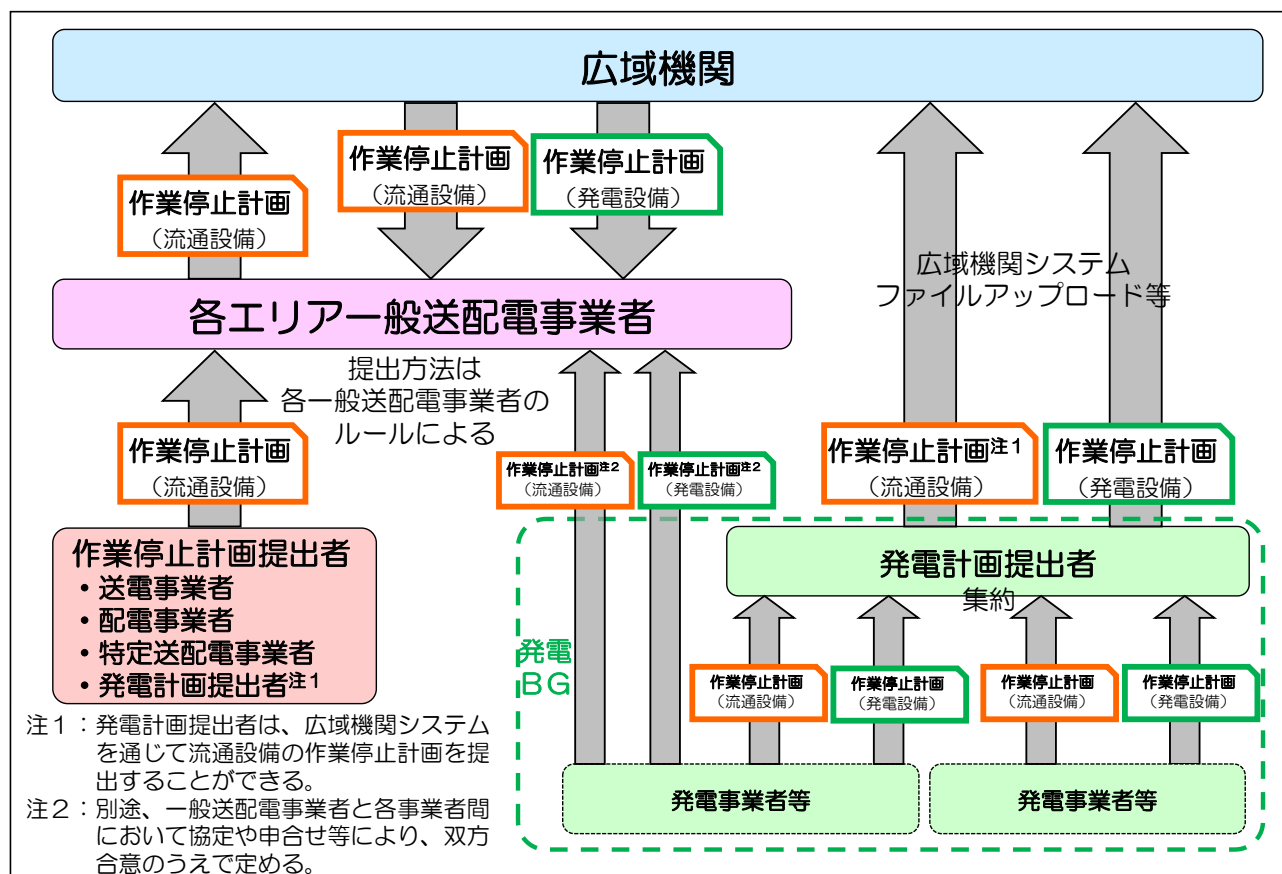 広域機関
作業停止計画
（流通設備）
作業停止計画
（発電設備）
作業停止計画
（流通設備）
広域機関システム
ファイルアップロード等
各エリア一般送配電事業者
提出方法は
各一般送配電事業者の
ルールによる
作業停止計画
（流通設備）
作業停止計画注2
（流通設備）
作業停止計画注2
（発電設備）
作業停止計画注1
（流通設備）
作業停止計画
（発電設備）
作業停止計画提出者
・送電事業者
・配電事業者
・特定送配電事業者
・発電計画提出者注1
発電計画提出者
集約
発電
ＢＧ
作業停止計画
（流通設備）
作業停止計画
（発電設備）
作業停止計画
（流通設備）
作業停止計画
（発電設備）
発電事業者等
発電事業者等
注１：発電計画提出者は、広域機関システム
を通じて流通設備の作業停止計画を提
出することができる。
注２：別途、一般送配電事業者と各事業者間
において協定や申合せ等により、双方
合意のうえで定める。